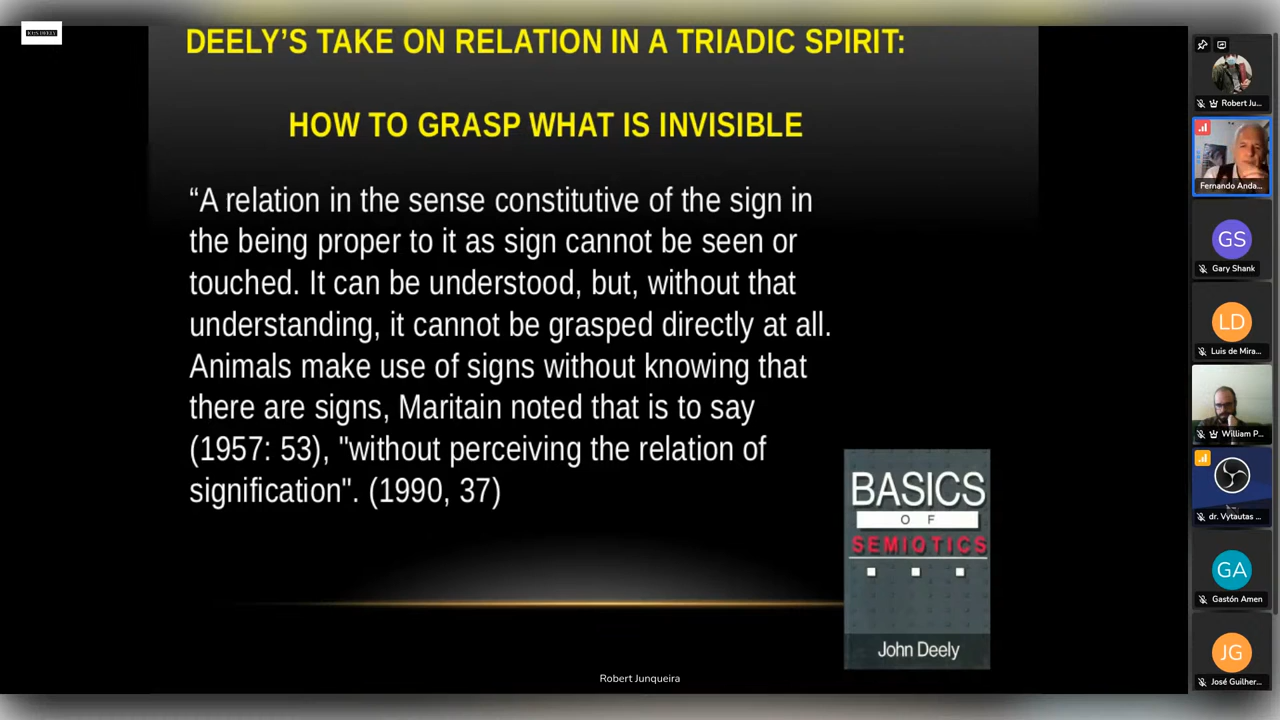 IO2S DEELY
DEELY'S TAKE ON RELATION IN A TRIADIC SPIRIT:
HOW TO GRASP WHAT IS INVISIBLE
“A relation in the sense constitutive of the sign in
the being proper to it as sign cannot be seen or
touched. It can be understood, but, without that
understanding, it cannot be grasped directly at all.
Animals make use of signs without knowing that
there are signs, Maritain noted that is to say
(1957: 53), "without perceiving the relation of
signification". (1990, 37)
BASICS
OF
SEMIOTICS
John Deely
Robert Junqueira
Robert Ju...
Fernando Anda...
GS
Gary Shank
LD
Luis de Mira...
William P...
dr. Vytautas ...
GA
Gastón Amen
JG
José Guilher...